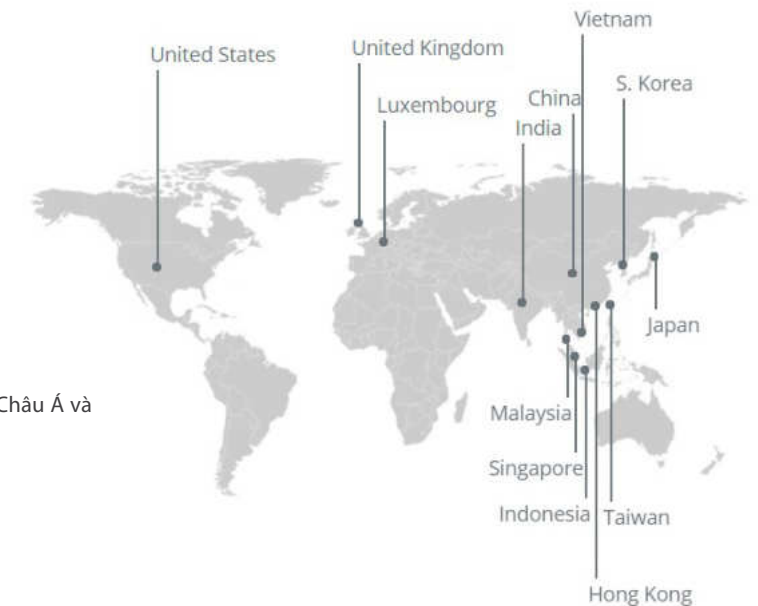 Vietnam
United States
United Kingdom
S. Korea
China
Luxembourg
India
Japan
Châu Á và
Malaysia
Singapore
Indonesia
Taiwan
Hong Kong